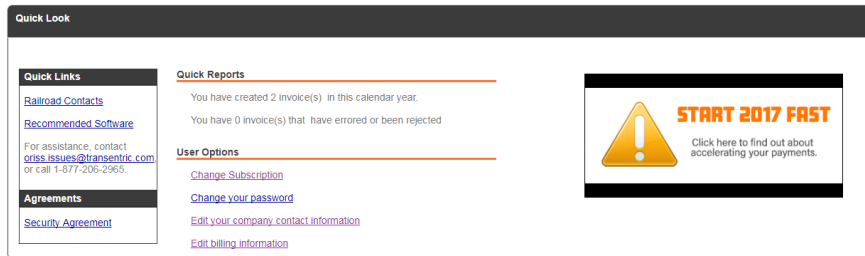 Quick Look
Quick Links
Railroad Contacts
Recommended Software
For assistance, contact
oriss.issues@transentric.com,
or call 1-877-206-2965.
Agreements
Security Agreement
Quick Reports
You have created 2 invoice(s) in this calendar year.
You have 0 invoice(s) that have errored or been rejected
User Options
Change Subscription
Change your password
Edit your company contact information
Edit billing information
START 2017 FAST
Click here to find out about
accelerating your payments.